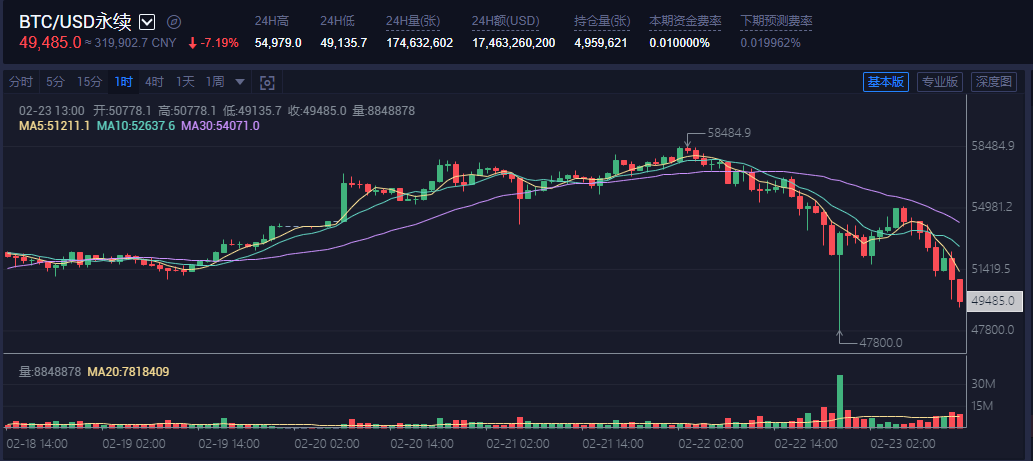 BTC/USD永续
24H高 24H低 24H量(张) 24H额(USD) 持仓量(张) 本期资金费率 下期预测费率
49,485.0 ≈ 319,902.7 CNY -7.19% 54,979.0 49,135.7 174,632,602 17,463,260,200 4,959,621 0.010000% 0.019962%
分时 5分 15分 1时 4时 1天 1周 基本版 专业版 深度图
02-23 13:00 开:50778.1 高:50778.1 低:49135.7 收:49485.0 量:8848878
MA5:51211.1 MA10:52637.6 MA30:54071.0
58484.9
58484.9
54981.2
51419.5
49485.0
47800.0
47800.0
量:8848878 MA20:7818409
30M
15M
02-18 14:00 02-19 02:00 02-19 14:00 02-20 02:00 02-20 14:00 02-21 02:00 02-21 14:00 02-22 02:00 02-22 14:00 02-23 02:00